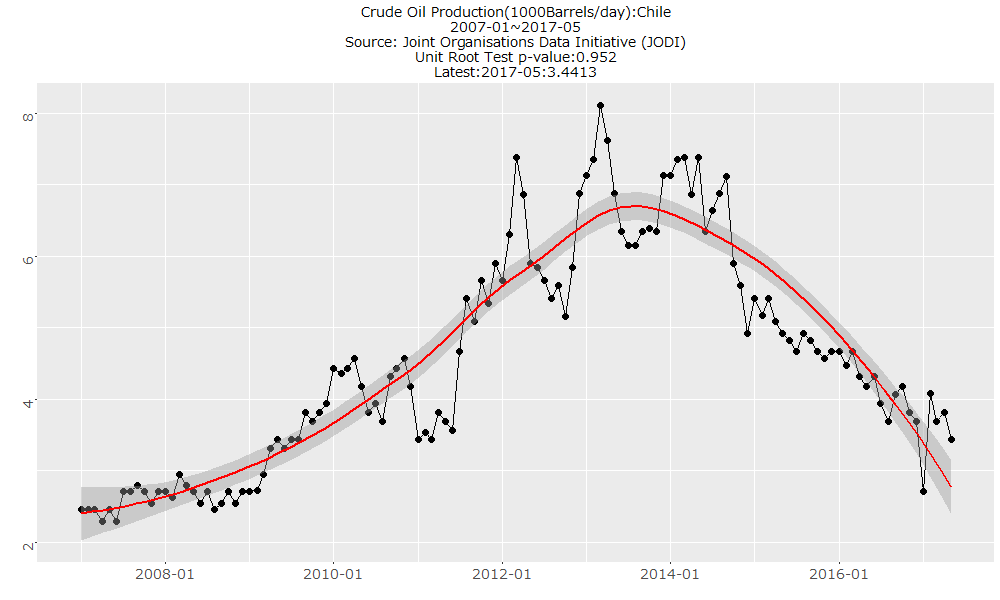 Crude Oil Production(1000Barrels/day):Chile
2007-01~2017-05
Source: Joint Organisations Data Initiative (JODI)
Unit Root Test p-value:0.952
Latest:2017-05:3.4413
8
6
4
2
2008-01
2010-01
2012-01
2014-01
2016-01